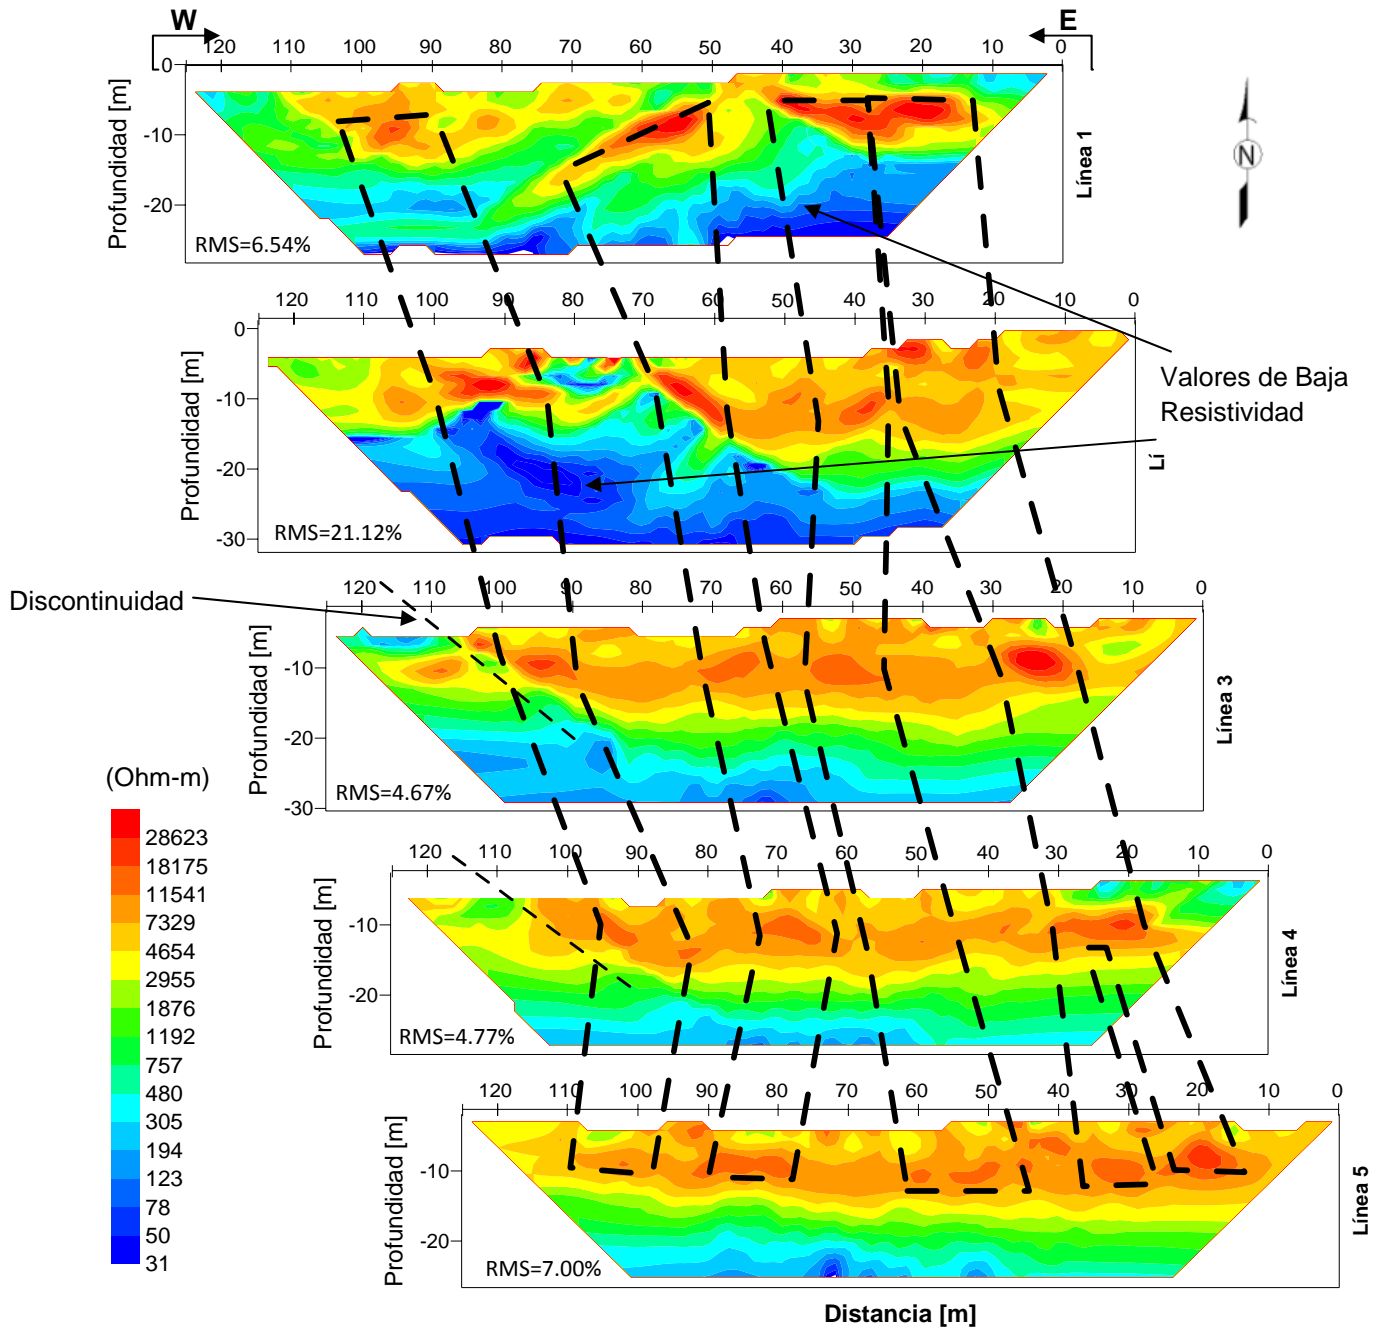 W E
120 110 100 90 80 70 60 50 40 30 20 10 0
Profundidad [m]
0
-10
-20
RMS=6.54%
Línea 1
N
120 110 100 90 80 70 60 50 40 30 20 10 0
Profundidad [m]
0
-10
-20
-30
RMS=21.12%
Lí
Valores de Baja
Resistividad
Discontinuidad
120 110 100 90 80 70 60 50 40 30 20 10 0
Profundidad [m]
-10
-20
-30
RMS=4.67%
Línea 3
120 110 100 90 80 70 60 50 40 30 20 10 0
Profundidad [m]
-10
-20
RMS=4.77%
Línea 4
120 110 100 90 80 70 60 50 40 30 20 10 0
Profundidad [m]
-10
-20
RMS=7.00%
Línea 5
Distancia [m]
(Ohm-m)
28623
18175
11541
7329
4654
2955
1876
1192
757
480
305
194
123
78
50
31